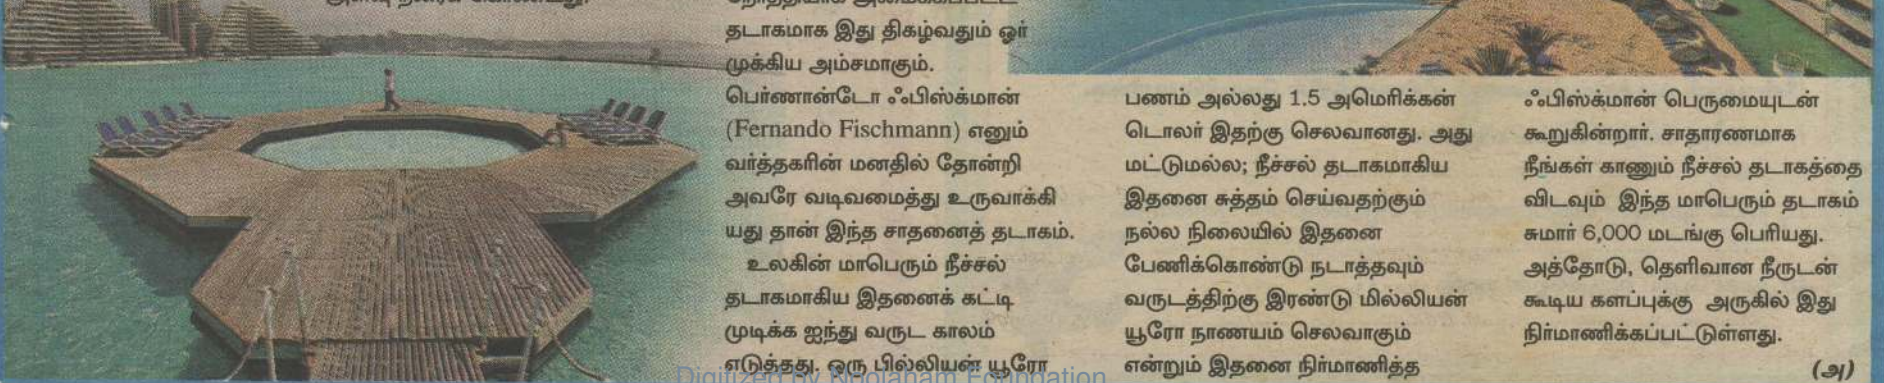 அளவு நீரைக் கொண்டது.
அமைக்கப்பட்ட
தடாகமாக இது திகழ்வதும் ஓர்
முக்கிய அம்சமாகும்.
பெர்ணான்டோ ஃபிஸ்க்மான்
(Fernando Fischmann) எனும்
வர்த்தகரின் மனதில் தோன்றி
அவரே வடிவமைத்து உருவாக்கி
யது தான் இந்த சாதனைத் தடாகம்.
உலகின் மாபெரும் நீச்சல்
தடாகமாகிய இதனைக் கட்டி
முடிக்க ஐந்து வருட காலம்
எடுத்தது. ஒரு பில்லியன் யூரோ
பணம் அல்லது 1.5 அமெரிக்கன்
டொலர் இதற்கு செலவானது. அது
மட்டுமல்ல; நீச்சல் தடாகமாகிய
இதனை சுத்தம் செய்வதற்கும்
நல்ல நிலையில் இதனை
பேணிக்கொண்டு நடாத்தவும்
வருடத்திற்கு இரண்டு மில்லியன்
யூரோ நாணயம் செலவாகும்
என்றும் இதனை நிர்மாணித்த
ஃபிஸ்க்மான் பெருமையுடன்
கூறுகின்றார். சாதாரணமாக
நீங்கள் காணும் நீச்சல் தடாகத்தை
விடவும் இந்த மாபெரும் தடாகம்
சுமார் 6,000 மடங்கு பெரியது.
அத்தோடு, தெளிவான நீருடன்
கூடிய களப்புக்கு அருகில் இது
நிர்மாணிக்கப்பட்டுள்ளது.
(அ)
Digitized by Noolaham Foundation